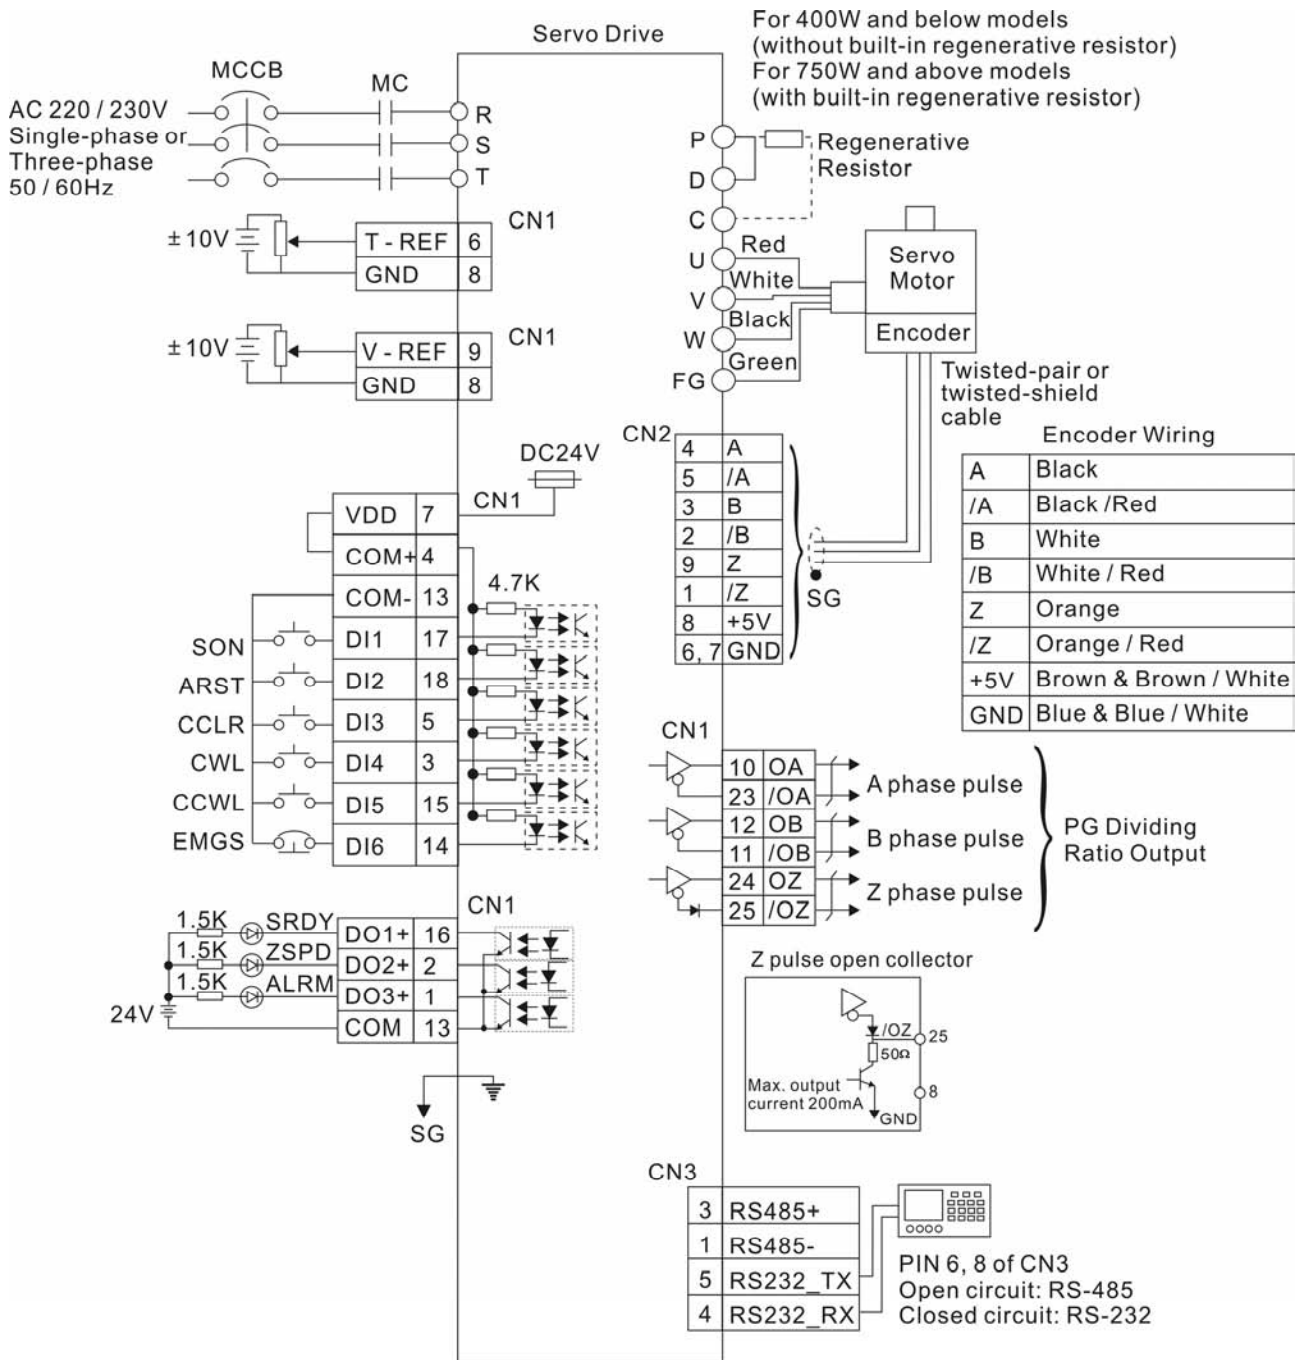 Servo Drive
For 400W and below models
(without built-in regenerative resistor)
For 750W and above models
(with built-in regenerative resistor)
MCCB
MC
AC 220 / 230V
Single-phase or
Three-phase
50 / 60Hz
R
S
T
P
D
C
Regenerative
Resistor
CN1
±10V
T - REF 6
GND 8
CN1
±10V
V - REF 9
GND 8
U
Red
V
White
W
Black
FG
Green
Servo
Motor
Encoder
Twisted-pair or
twisted-shield
cable
CN2
4 A
5 /A
3 B
2 /B
9 Z
1 /Z
8 +5V
6, 7 GND
SG
Encoder Wiring
A Black
/A Black /Red
B White
/B White / Red
Z Orange
/Z Orange / Red
+5V Brown & Brown / White
GND Blue & Blue / White
DC24V
CN1
VDD 7
COM+ 4
COM- 13
4.7K
SON DI1 17
ARST DI2 18
CCLR DI3 5
CWL DI4 3
CCWL DI5 15
EMGS DI6 14
CN1
10 OA
23 /OA
A phase pulse
12 OB
11 /OB
B phase pulse
24 OZ
25 /OZ
Z phase pulse
PG Dividing
Ratio Output
CN1
1.5K SRDY DO1+ 16
1.5K ZSPD DO2+ 2
1.5K ALRM DO3+ 1
24V COM 13
SG
Z pulse open collector
/OZ 25
50Ω
Max. output
current 200mA
8
GND
CN3
3 RS485+
1 RS485-
5 RS232_TX
4 RS232_RX
PIN 6, 8 of CN3
Open circuit: RS-485
Closed circuit: RS-232